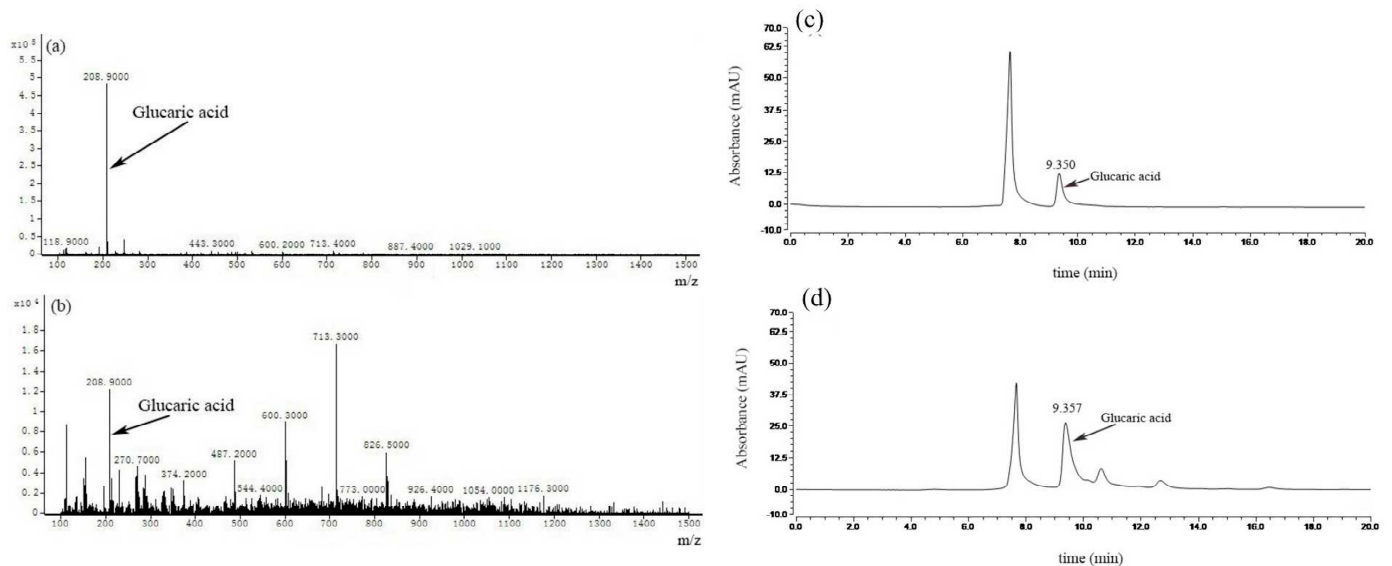 (a)
x10⁵
5.5
5
4.5
4
3.5
3
2.5
2
1.5
1
0.5
0
208.9000
Glucaric acid
118.9000 443.3000 600.2000 713.4000 887.4000 1029.1000
100 200 300 400 500 600 700 800 900 1000 1100 1200 1300 1400 1500
m/z
(b)
x10⁴
1.8
1.6
1.4
1.2
1
0.8
0.6
0.4
0.2
0
713.3000
208.9000
Glucaric acid
600.3000
826.5000
487.2000
270.7000
374.2000
544.4000 773.0000 926.4000 1054.0000 1176.3000
100 200 300 400 500 600 700 800 900 1000 1100 1200 1300 1400 1500
m/z
(c)
Absorbance (mAU)
70.0
62.5
50.0
37.5
25.0
12.5
0.0
-10.0
9.350
Glucaric acid
0.0 2.0 4.0 6.0 8.0 10.0 12.0 14.0 16.0 18.0 20.0
time (min)
(d)
Absorbance (mAU)
70.0
62.5
50.0
37.5
25.0
12.5
0.0
-10.0
9.357
Glucaric acid
0.0 2.0 4.0 6.0 8.0 10.0 12.0 14.0 16.0 18.0 20.0
time (min)